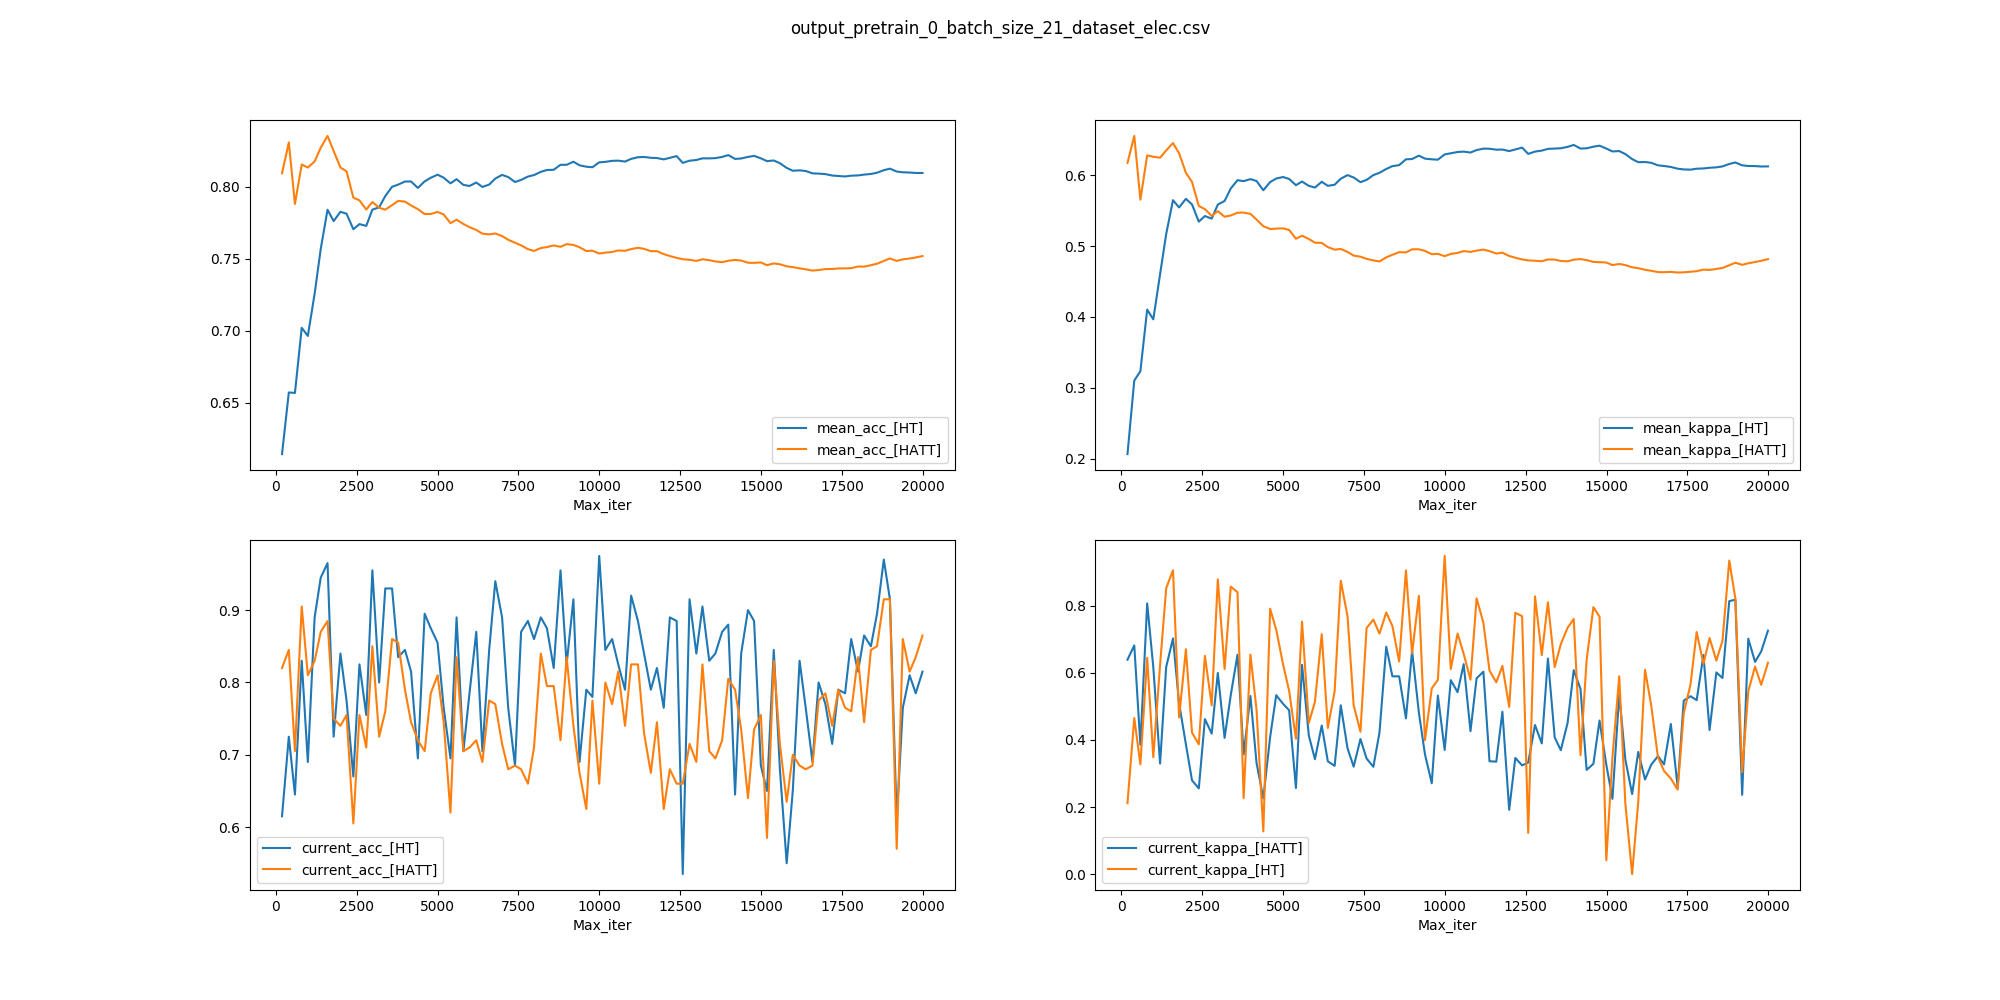 output_pretrain_0_batch_size_21_dataset_elec.csv
0.80
0.75
0.70
0.65
mean_acc_[HT]
mean_acc_[HATT]
0 2500 5000 7500 10000 12500 15000 17500 20000
Max_iter
0.6
0.5
0.4
0.3
0.2
mean_kappa_[HT]
mean_kappa_[HATT]
0 2500 5000 7500 10000 12500 15000 17500 20000
Max_iter
0.9
0.8
0.7
0.6
current_acc_[HT]
current_acc_[HATT]
0 2500 5000 7500 10000 12500 15000 17500 20000
Max_iter
0.8
0.6
0.4
0.2
0.0
current_kappa_[HATT]
current_kappa_[HT]
0 2500 5000 7500 10000 12500 15000 17500 20000
Max_iter